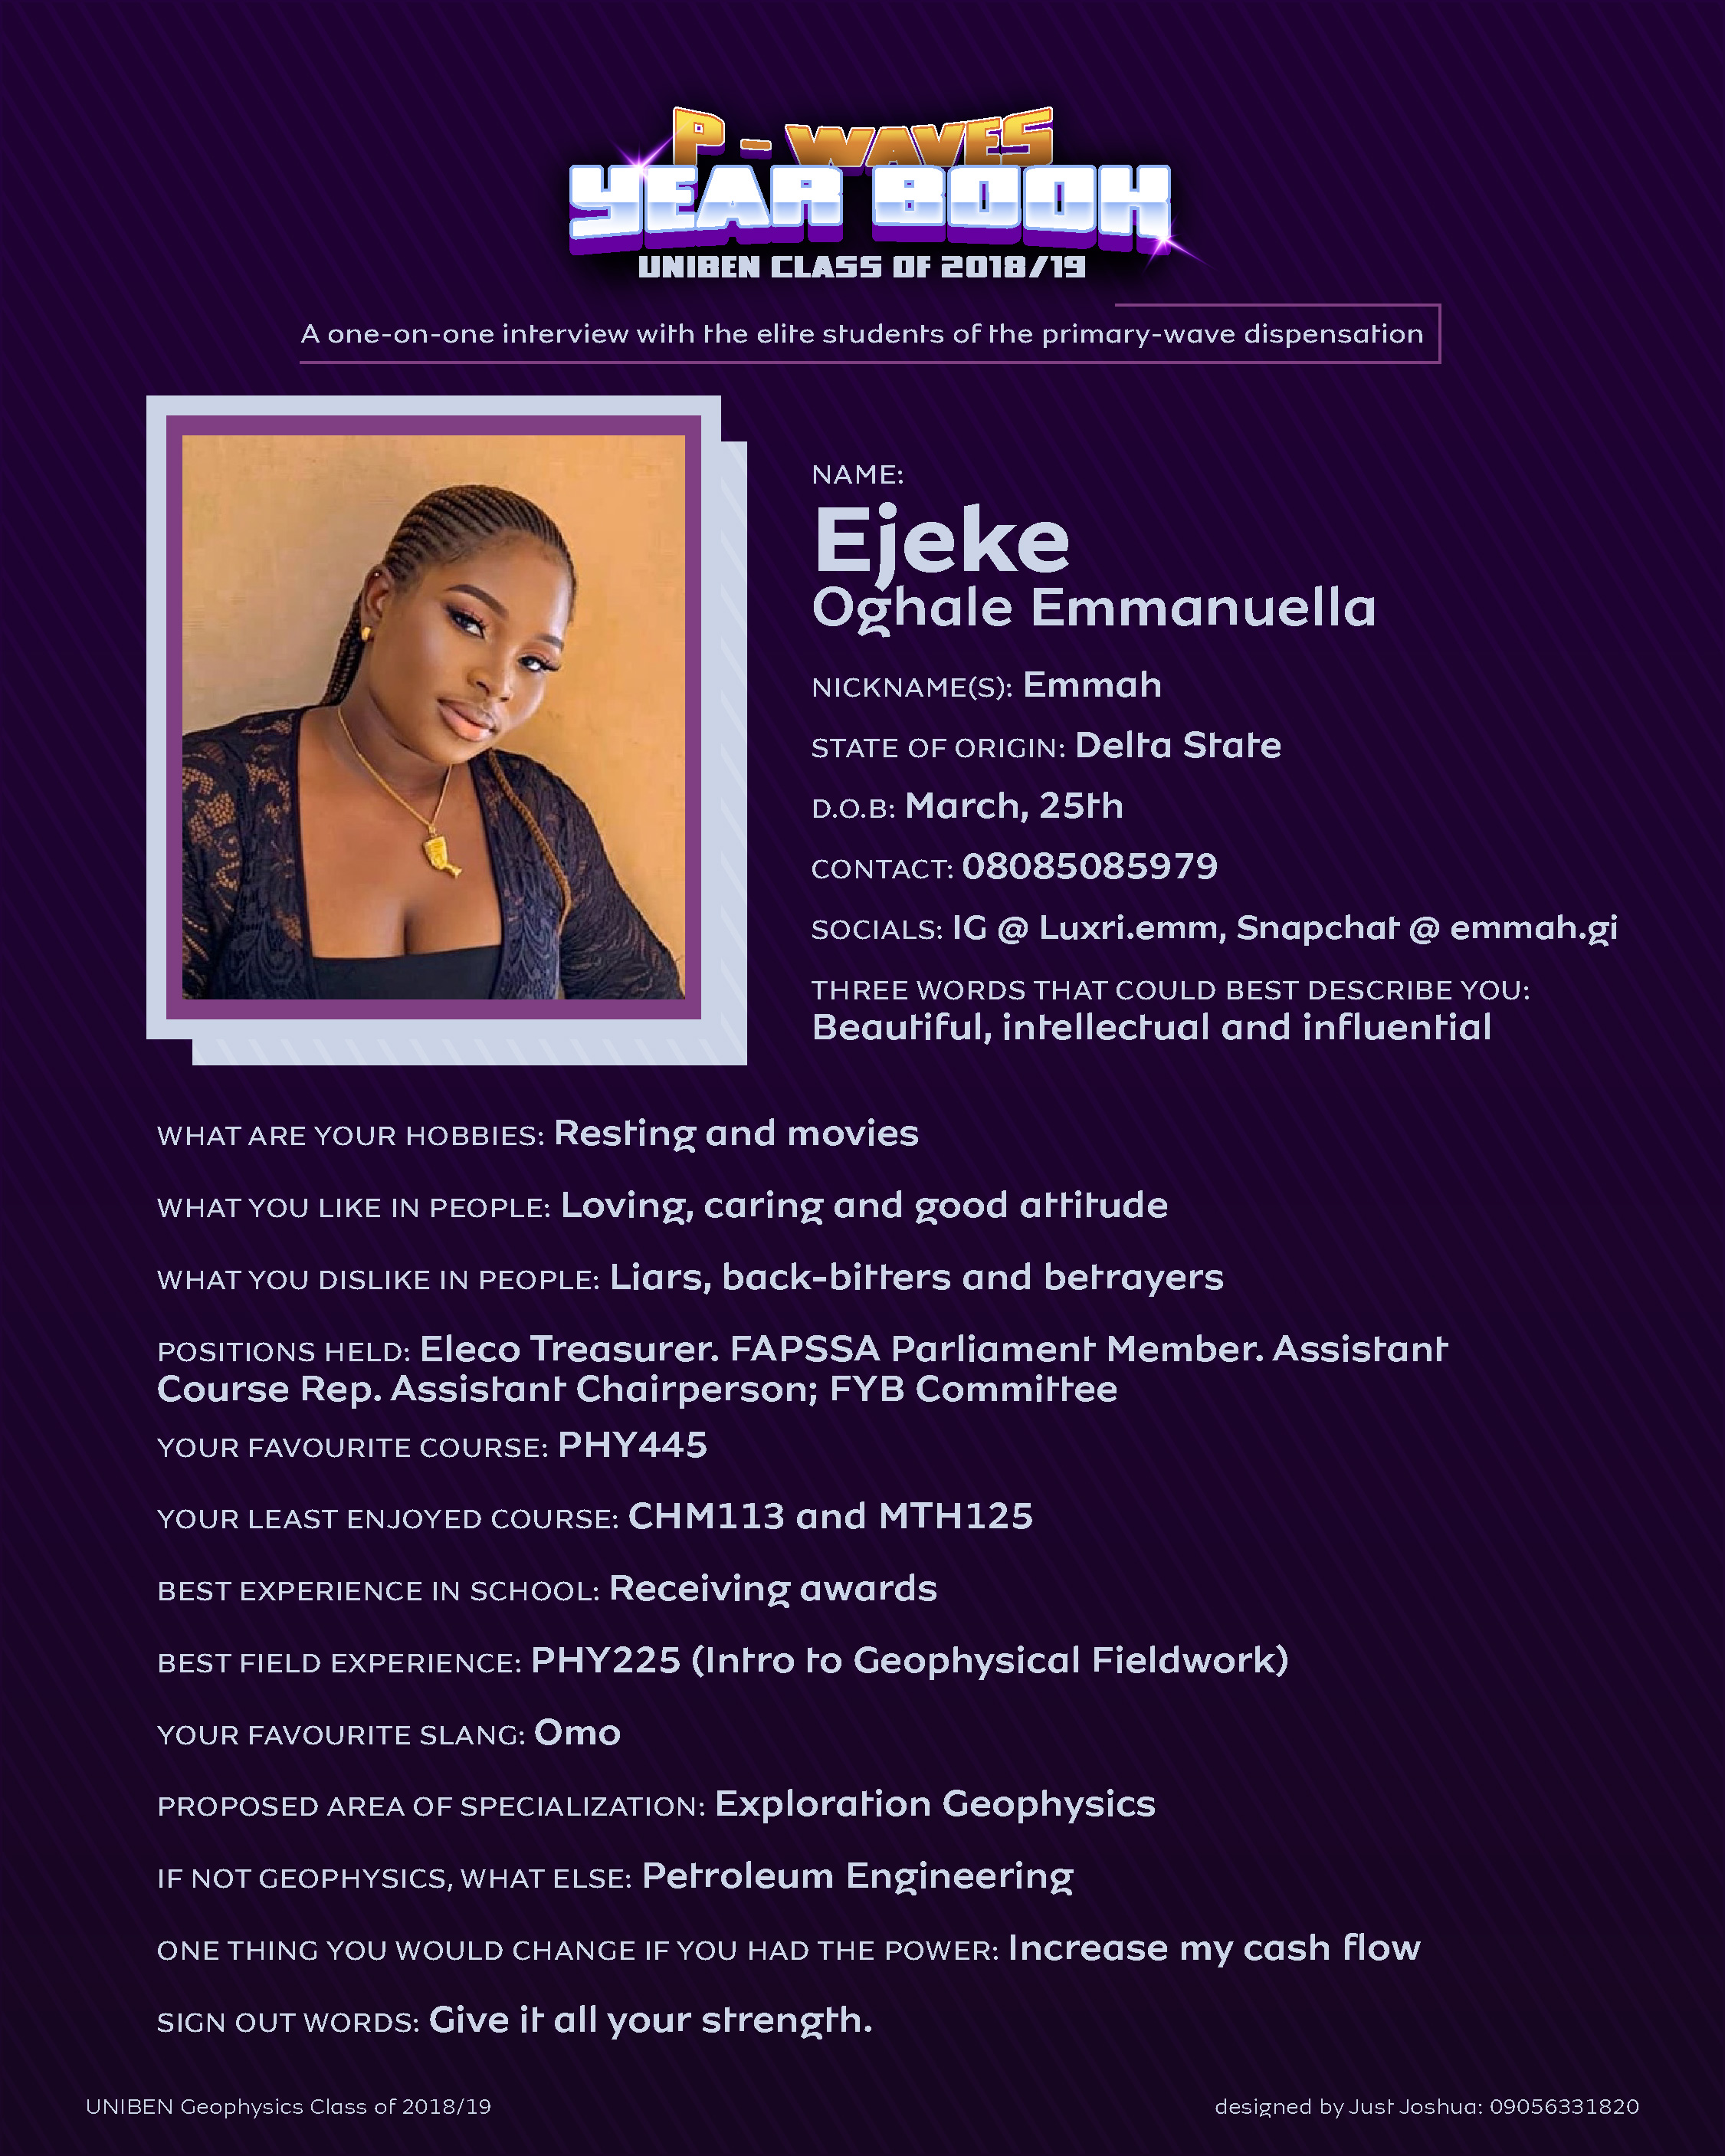 P - WAVES
YEAR BOOK
UNIBEN CLASS OF 2018/19
A one-on-one interview with the elite students of the primary-wave dispensation
NAME:
Ejeke
Oghale Emmanuella
NICKNAME(S): Emmah
STATE OF ORIGIN: Delta State
D.O.B: March, 25th
CONTACT: 08085085979
SOCIALS: IG @ Luxri.emm, Snapchat @ emmah.gi
THREE WORDS THAT COULD BEST DESCRIBE YOU:
Beautiful, intellectual and influential
WHAT ARE YOUR HOBBIES: Resting and movies
WHAT YOU LIKE IN PEOPLE: Loving, caring and good attitude
WHAT YOU DISLIKE IN PEOPLE: Liars, back-bitters and betrayers
POSITIONS HELD: Eleco Treasurer. FAPSSA Parliament Member. Assistant
Course Rep. Assistant Chairperson; FYB Committee
YOUR FAVOURITE COURSE: PHY445
YOUR LEAST ENJOYED COURSE: CHM113 and MTH125
BEST EXPERIENCE IN SCHOOL: Receiving awards
BEST FIELD EXPERIENCE: PHY225 (Intro to Geophysical Fieldwork)
YOUR FAVOURITE SLANG: Omo
PROPOSED AREA OF SPECIALIZATION: Exploration Geophysics
IF NOT GEOPHYSICS, WHAT ELSE: Petroleum Engineering
ONE THING YOU WOULD CHANGE IF YOU HAD THE POWER: Increase my cash flow
SIGN OUT WORDS: Give it all your strength.
UNIBEN Geophysics Class of 2018/19
designed by Just Joshua: 09056331820